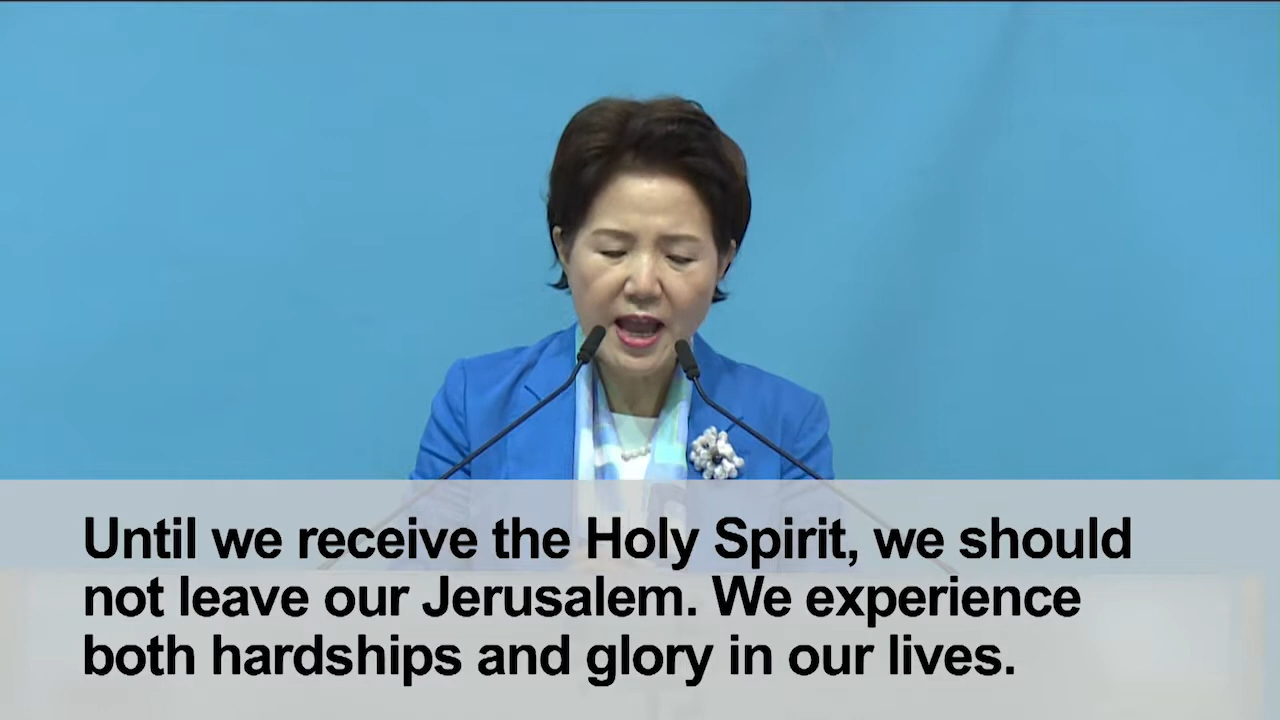 Until we receive the Holy Spirit, we should
not leave our Jerusalem. We experience
both hardships and glory in our lives.